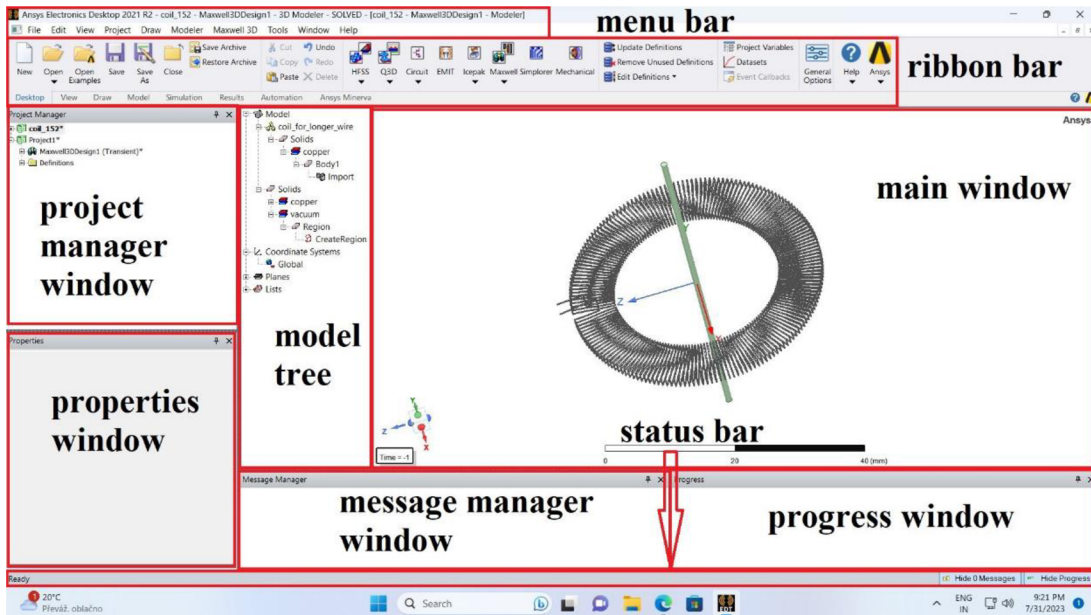 Ansys Electronics Desktop 2021 R2 - coil_152 - Maxwell3DDesign1 - 3D Modeler - SOLVED - [coil_152 - Maxwell3DDesign1 - Modeler]
menu bar
File Edit View Project Draw Modeler Maxwell 3D Tools Window Help
Save Archive Cut Undo Update Definitions Project Variables
Restore Archive Copy Redo Remove Unused Definitions Datasets
Paste Delete Edit Definitions Event Callbacks
New Open Open Examples Save Save As Close HFSS Q3D Circuit EMIT Icepak Maxwell Simplorer Mechanical General Options Help Ansys
ribbon bar
Desktop View Draw Model Simulation Results Automation Ansys Minerva
Project Manager
coil_152*
Project1*
Maxwell3DDesign1 (Transient)*
Definitions
project
manager
window
Model
coil_for_longer_wire
Solids
copper
Body1
Import
Solids
copper
vacuum
Region
CreateRegion
Coordinate Systems
Global
Planes
Lists
model
tree
Ansys
main window
Y
Z
X
Properties
properties
window
Y
Z
X
Time = -1
status bar
0 20 40 (mm)
Message Manager
message manager
window
Progress
progress window
Ready
Hide 0 Messages Hide Progress
1
20°C
Převáž. oblačno
Search
EDT
ENG
IN
9:21 PM
7/31/2023